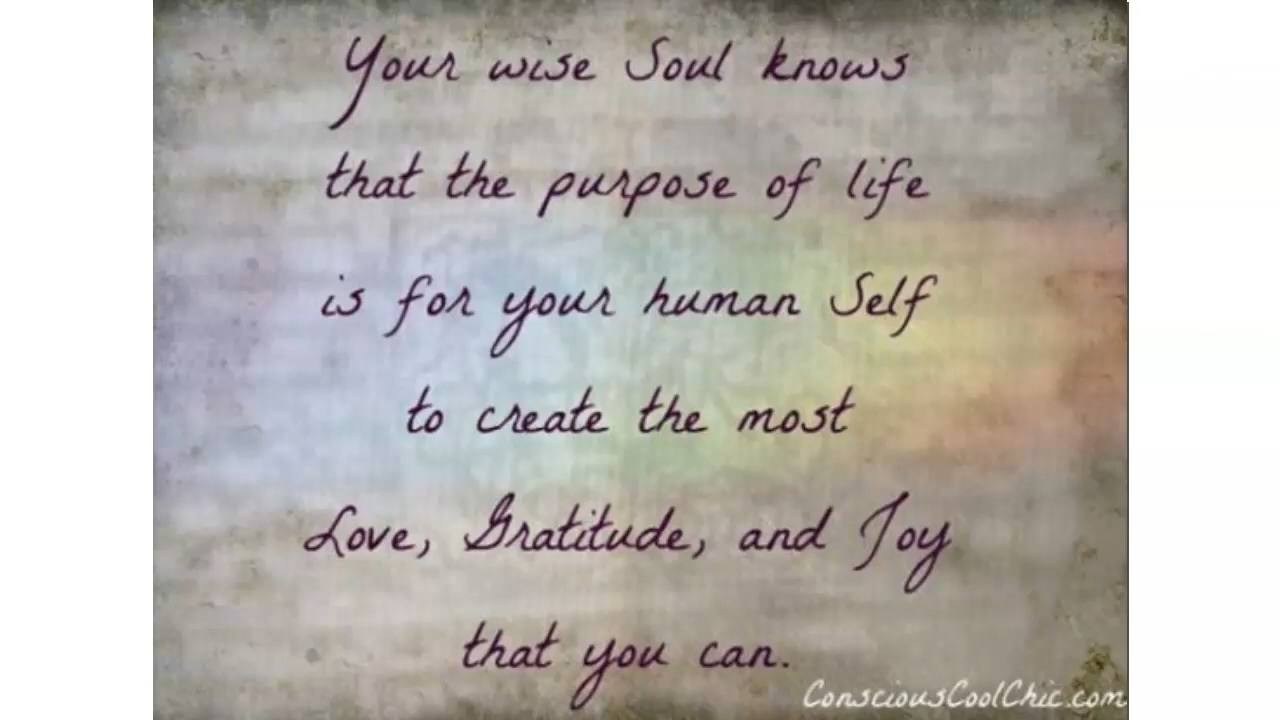 Your wise Soul knows
that the purpose of life
is for your human Self
to create the most
Love, Gratitude, and Joy
that you can.
ConsciousCoolChic.com